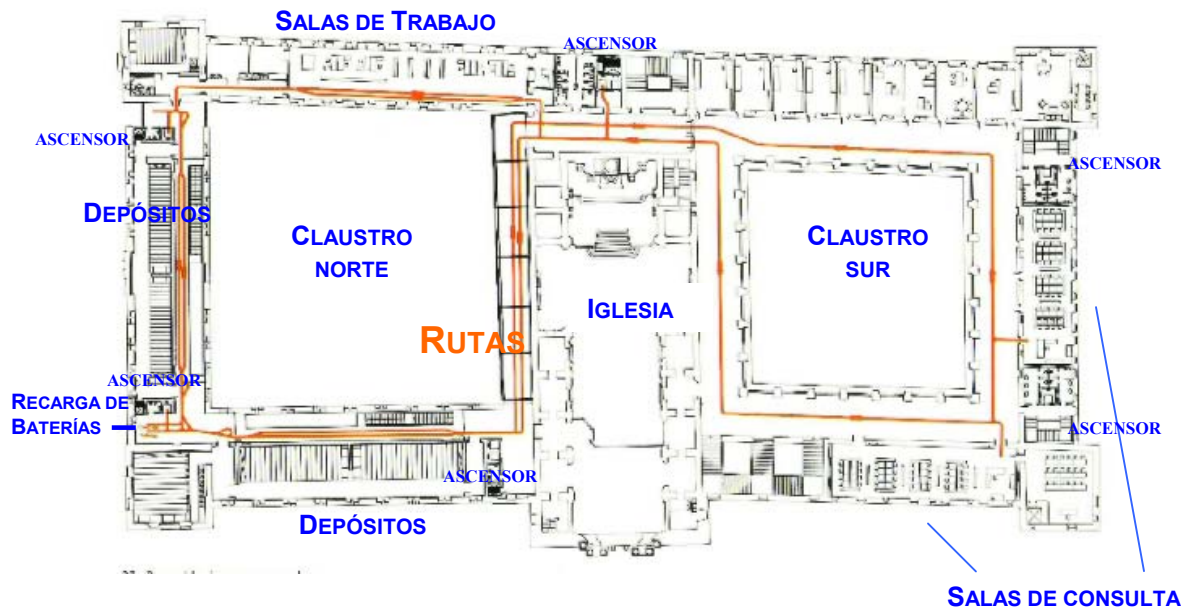 SALAS DE TRABAJO
ASCENSOR
ASCENSOR
ASCENSOR
DEPÓSITOS
CLAUSTRO
NORTE
CLAUSTRO
SUR
IGLESIA
RUTAS
ASCENSOR
RECARGA DE
BATERÍAS
ASCENSOR
ASCENSOR
DEPÓSITOS
SALAS DE CONSULTA